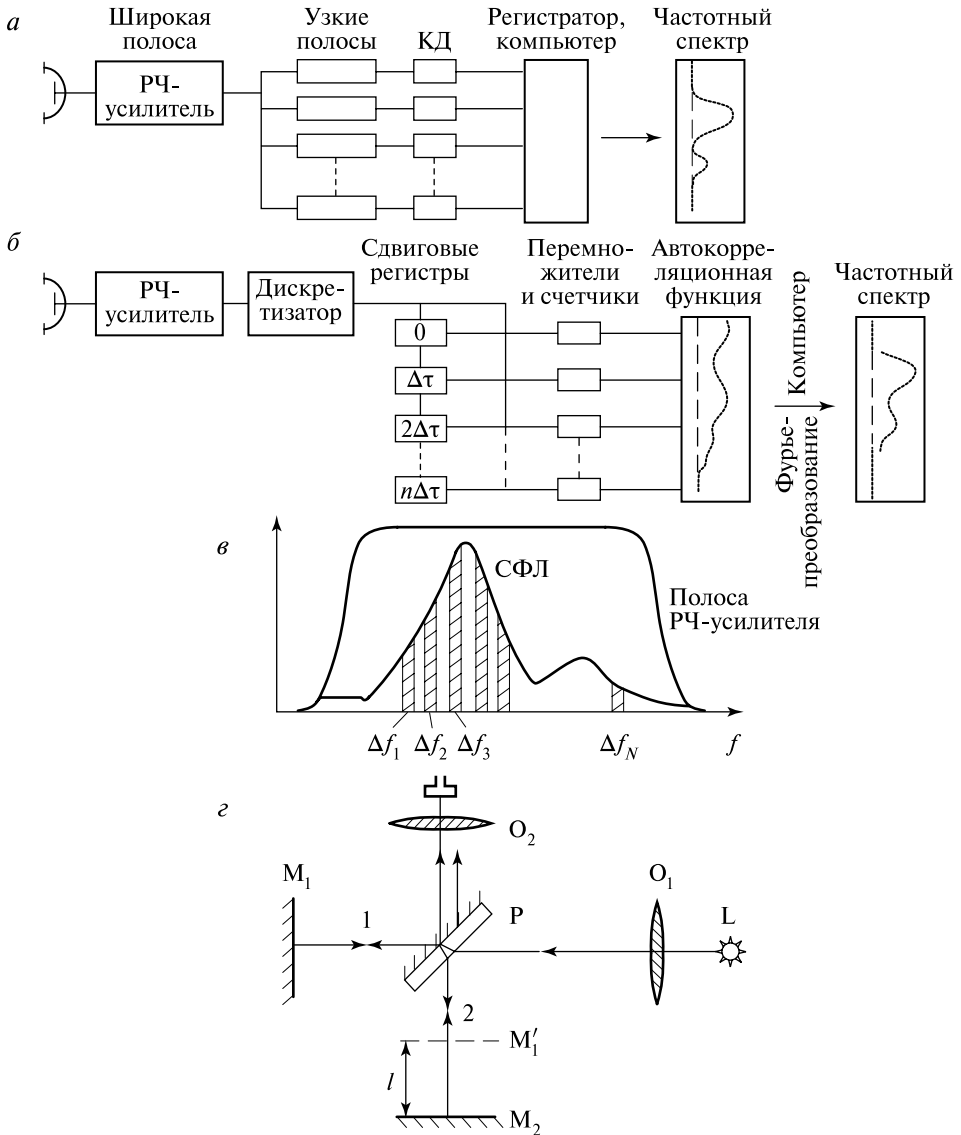 а
Широкая
полоса
Узкие
полосы
КД
Регистратор,
компьютер
Частотный
спектр
РЧ-
усилитель
б
Сдвиговые
регистры
Перемно-
жители
и счетчики
Автокорре-
ляционная
функция
Компьютер
Фурье-
преобразование
Частотный
спектр
РЧ-
усилитель
Дискре-
тизатор
0
Δτ
2Δτ
nΔτ
в
СФЛ
Полоса
РЧ-усилителя
Δf₁ Δf₂ Δf₃ Δf_N f
г
O₂
M₁
1
P
O₁
L
2
M₁′
l
M₂